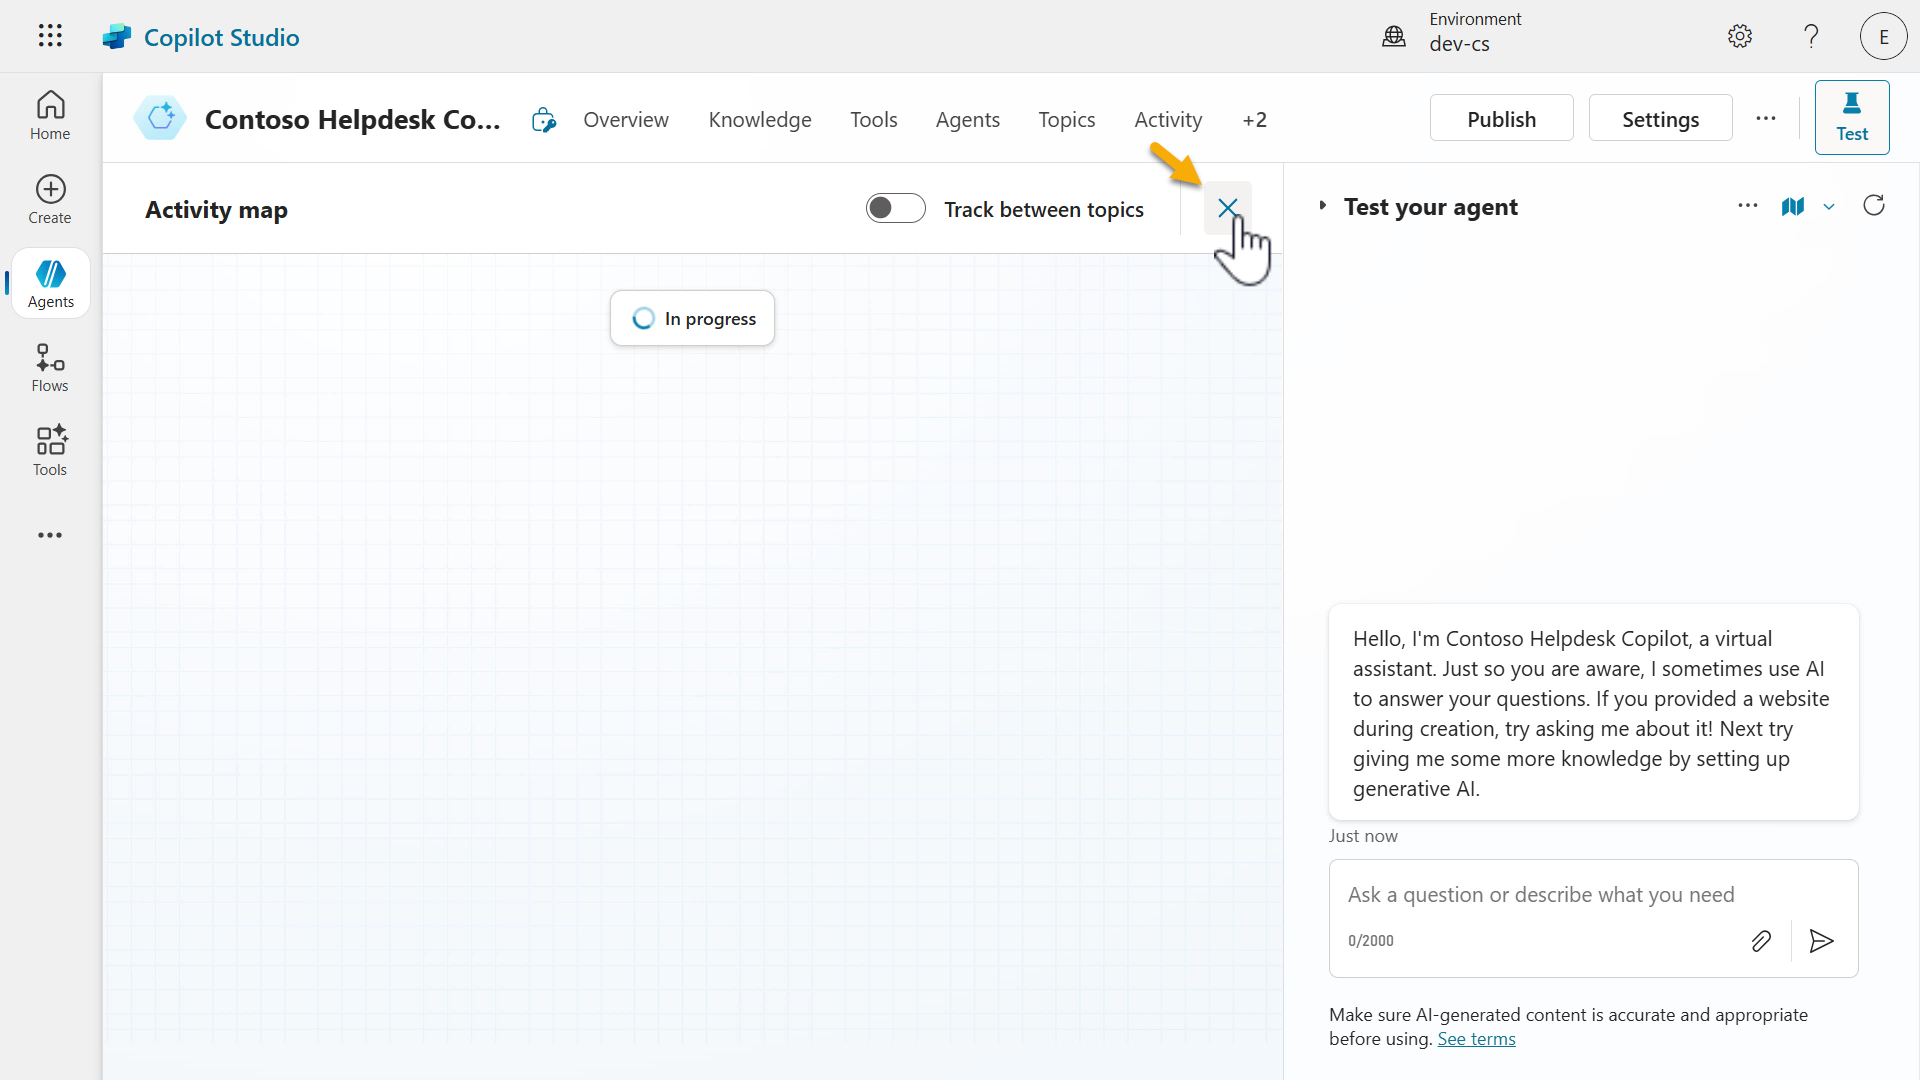 Copilot Studio
Environment
dev-cs
E
Home
Create
Agents
Flows
Tools
Contoso Helpdesk Co...
Overview
Knowledge
Tools
Agents
Topics
Activity
+2
Publish
Settings
Test
Activity map
Track between topics
In progress
Test your agent
Hello, I'm Contoso Helpdesk Copilot, a virtual
assistant. Just so you are aware, I sometimes use AI
to answer your questions. If you provided a website
during creation, try asking me about it! Next try
giving me some more knowledge by setting up
generative AI.
Just now
Ask a question or describe what you need
0/2000
Make sure AI-generated content is accurate and appropriate
before using. See terms